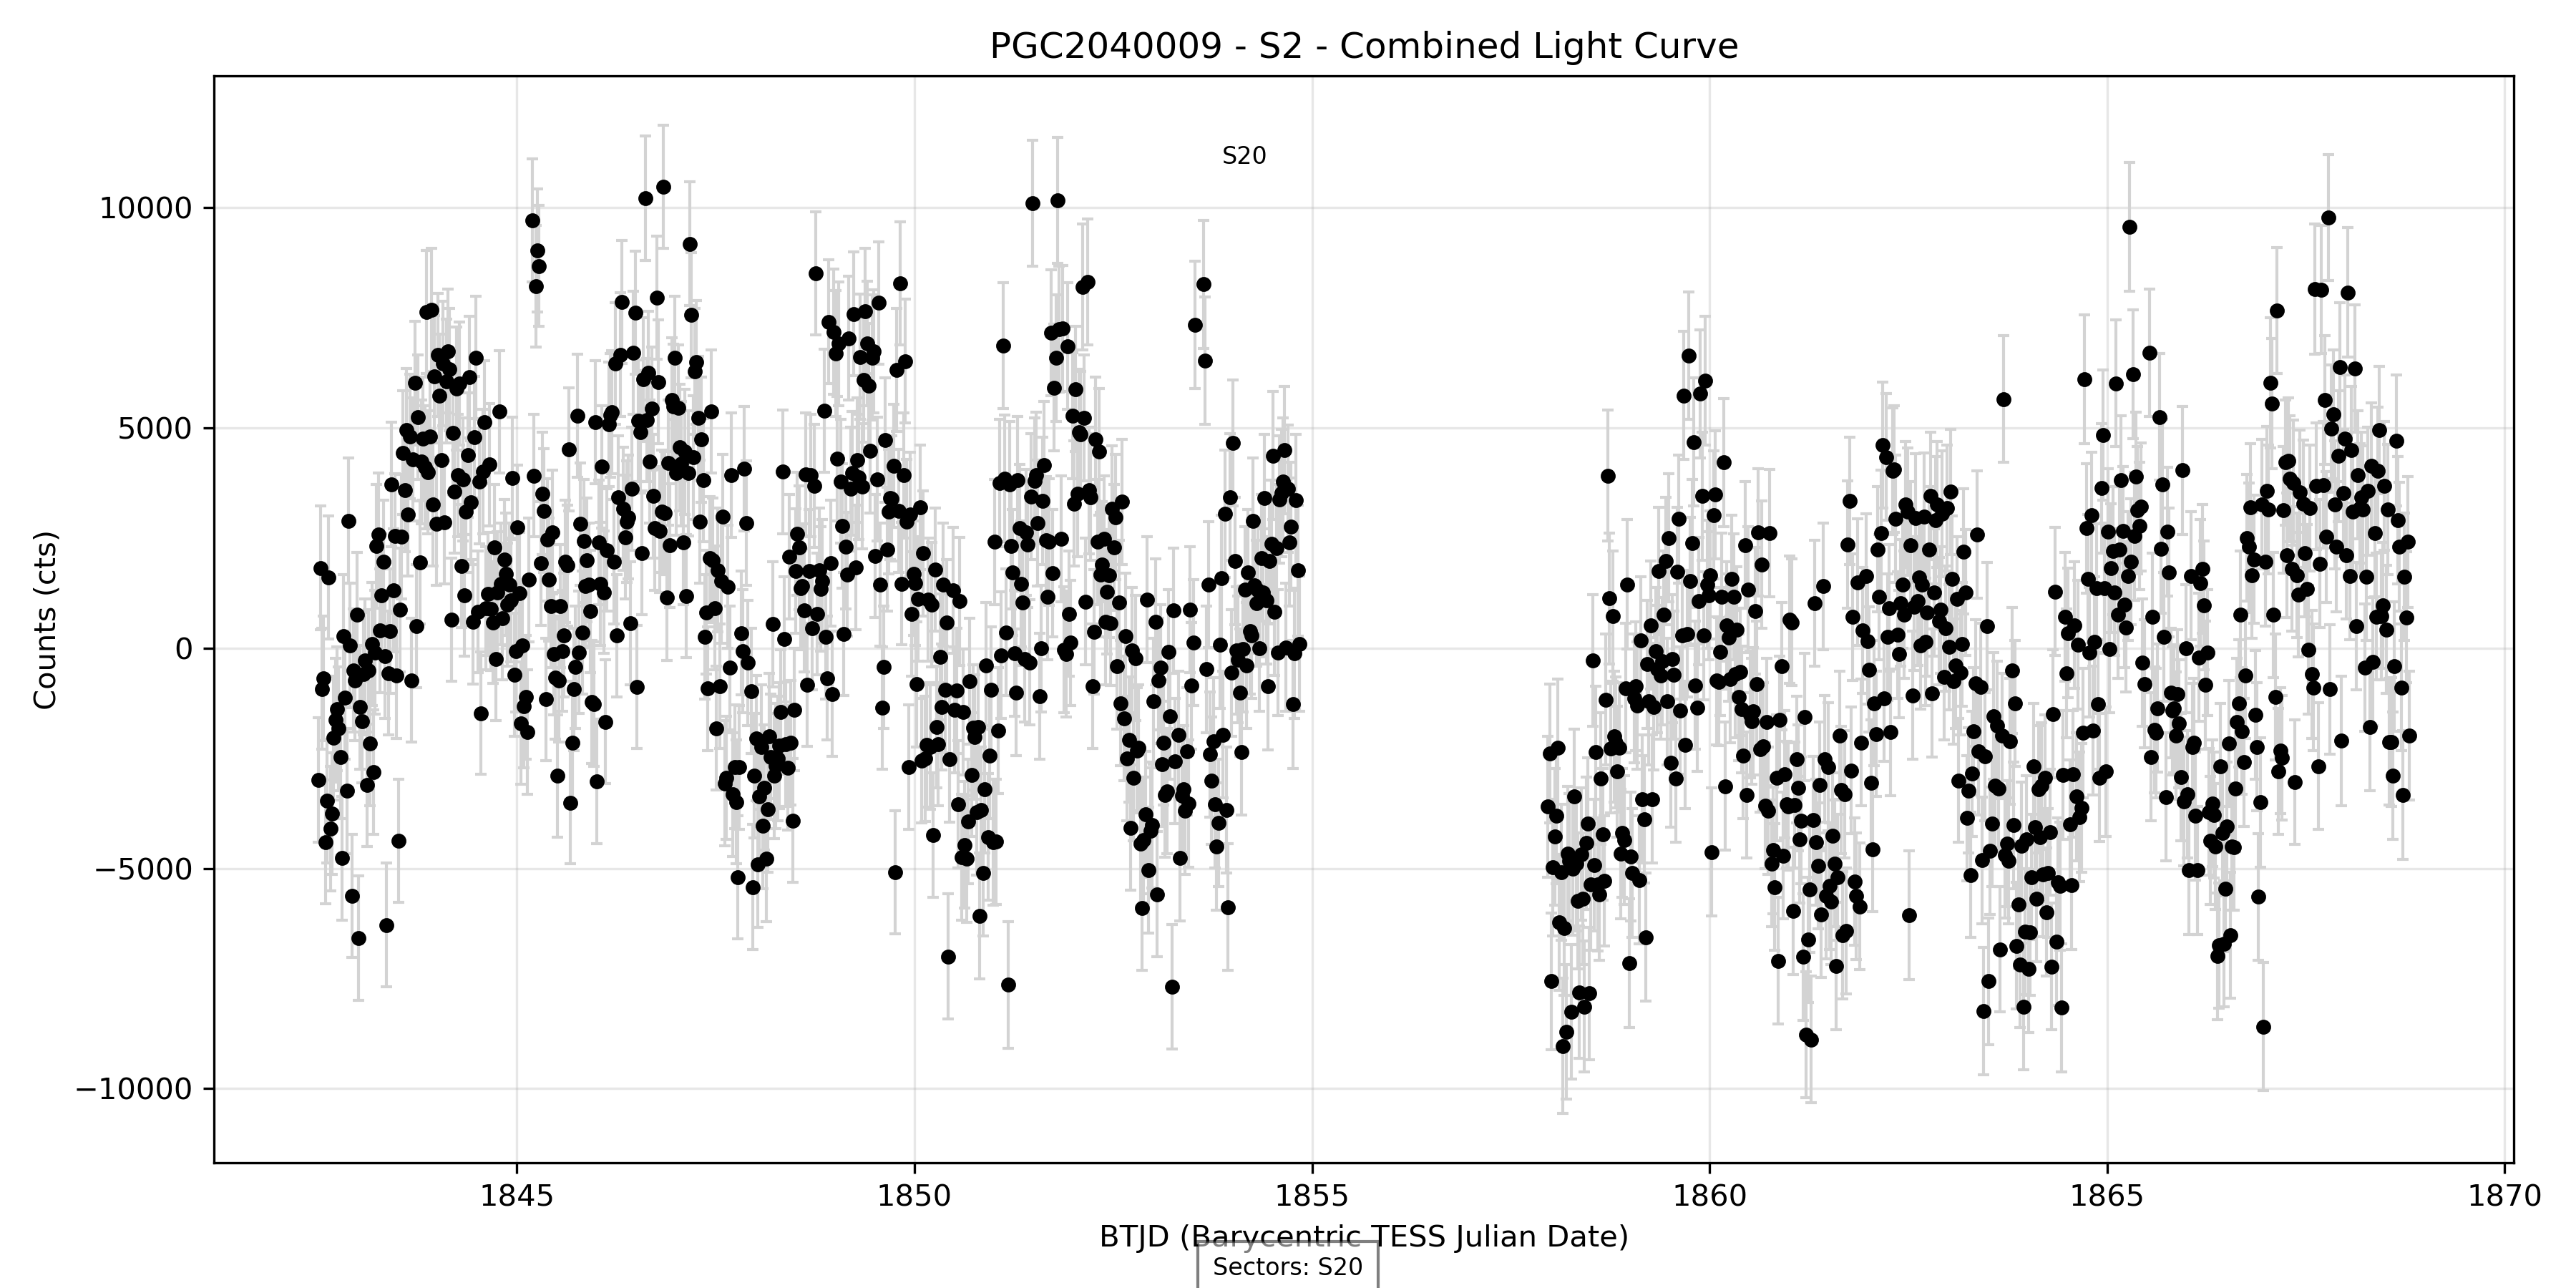 PGC2040009 - S2 - Combined Light Curve
S20
10000
5000
0
−5000
−10000
Counts (cts)
1845
1850
1855
1860
1865
1870
BTJD (Barycentric TESS Julian Date)
Sectors: S20